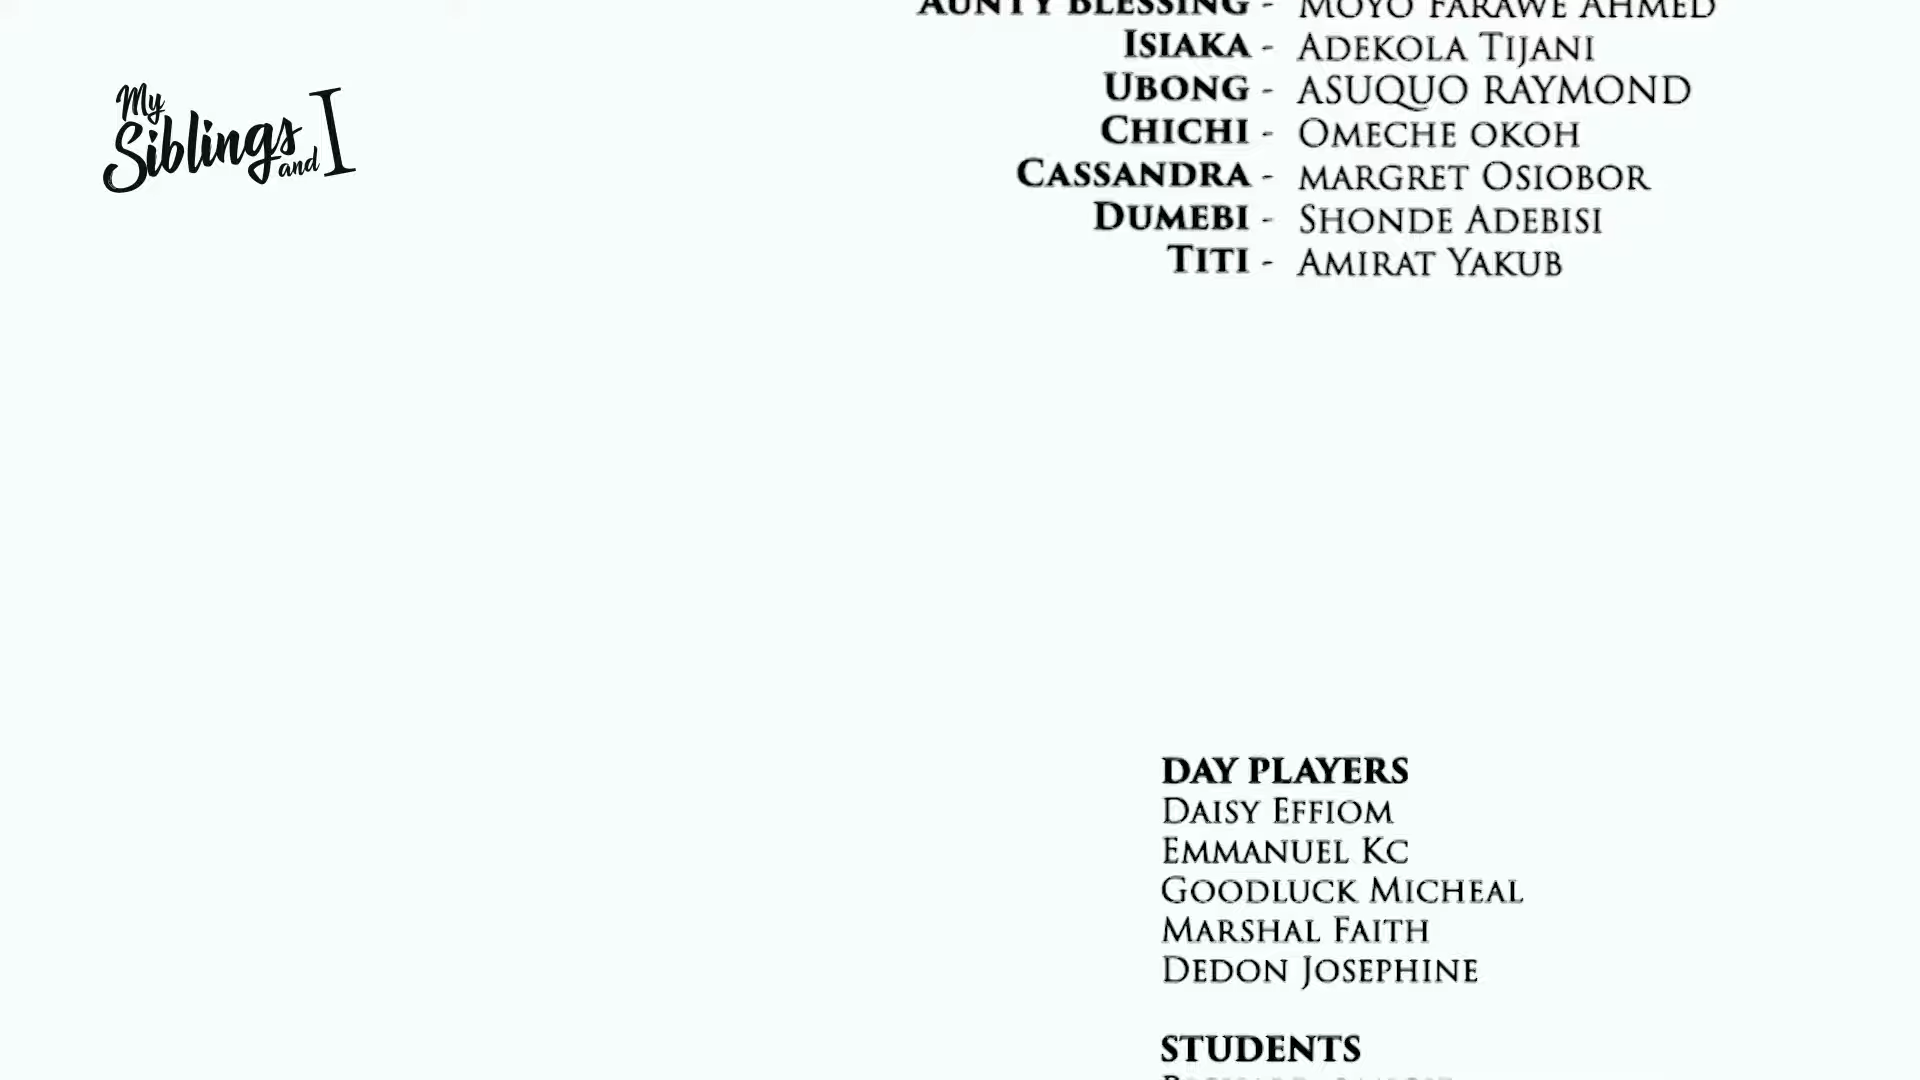 My
Siblings
and I
AUNTY BLESSING - MOYO FARAWE AHMED
ISIAKA - ADEKOLA TIJANI
UBONG - ASUQUO RAYMOND
CHICHI - OMECHE OKOH
CASSANDRA - MARGRET OSIOBOR
DUMEBI - SHONDE ADEBISI
TITI - AMIRAT YAKUB
DAY PLAYERS
DAISY EFFIOM
EMMANUEL KC
GOODLUCK MICHEAL
MARSHAL FAITH
DEDON JOSEPHINE
STUDENTS